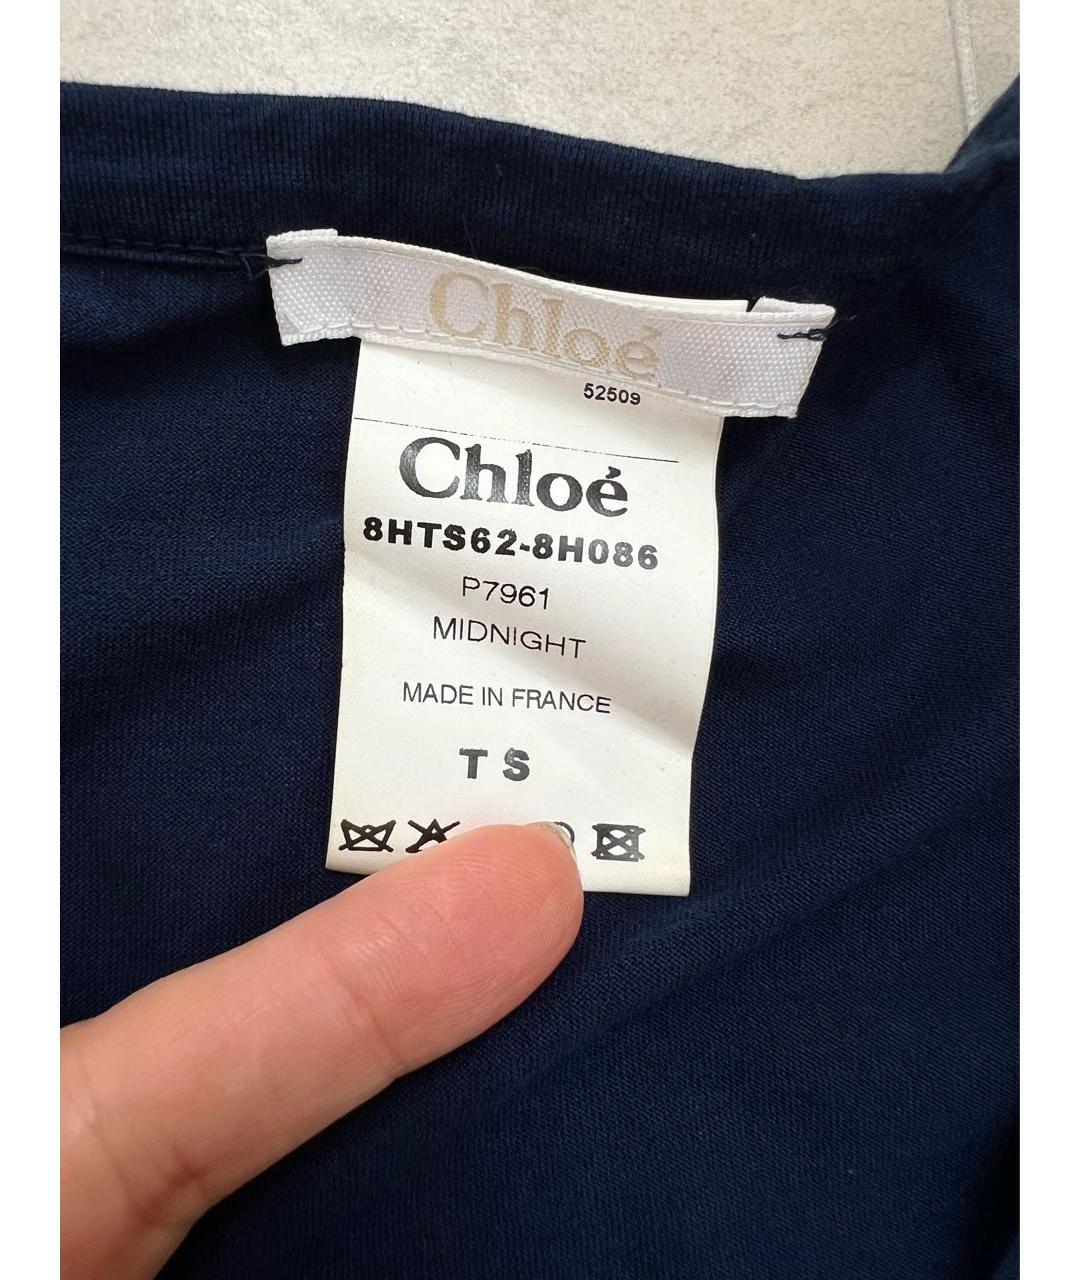 Chloé
52509
Chloé
8HTS62-8H086
P7961
MIDNIGHT
MADE IN FRANCE
T S